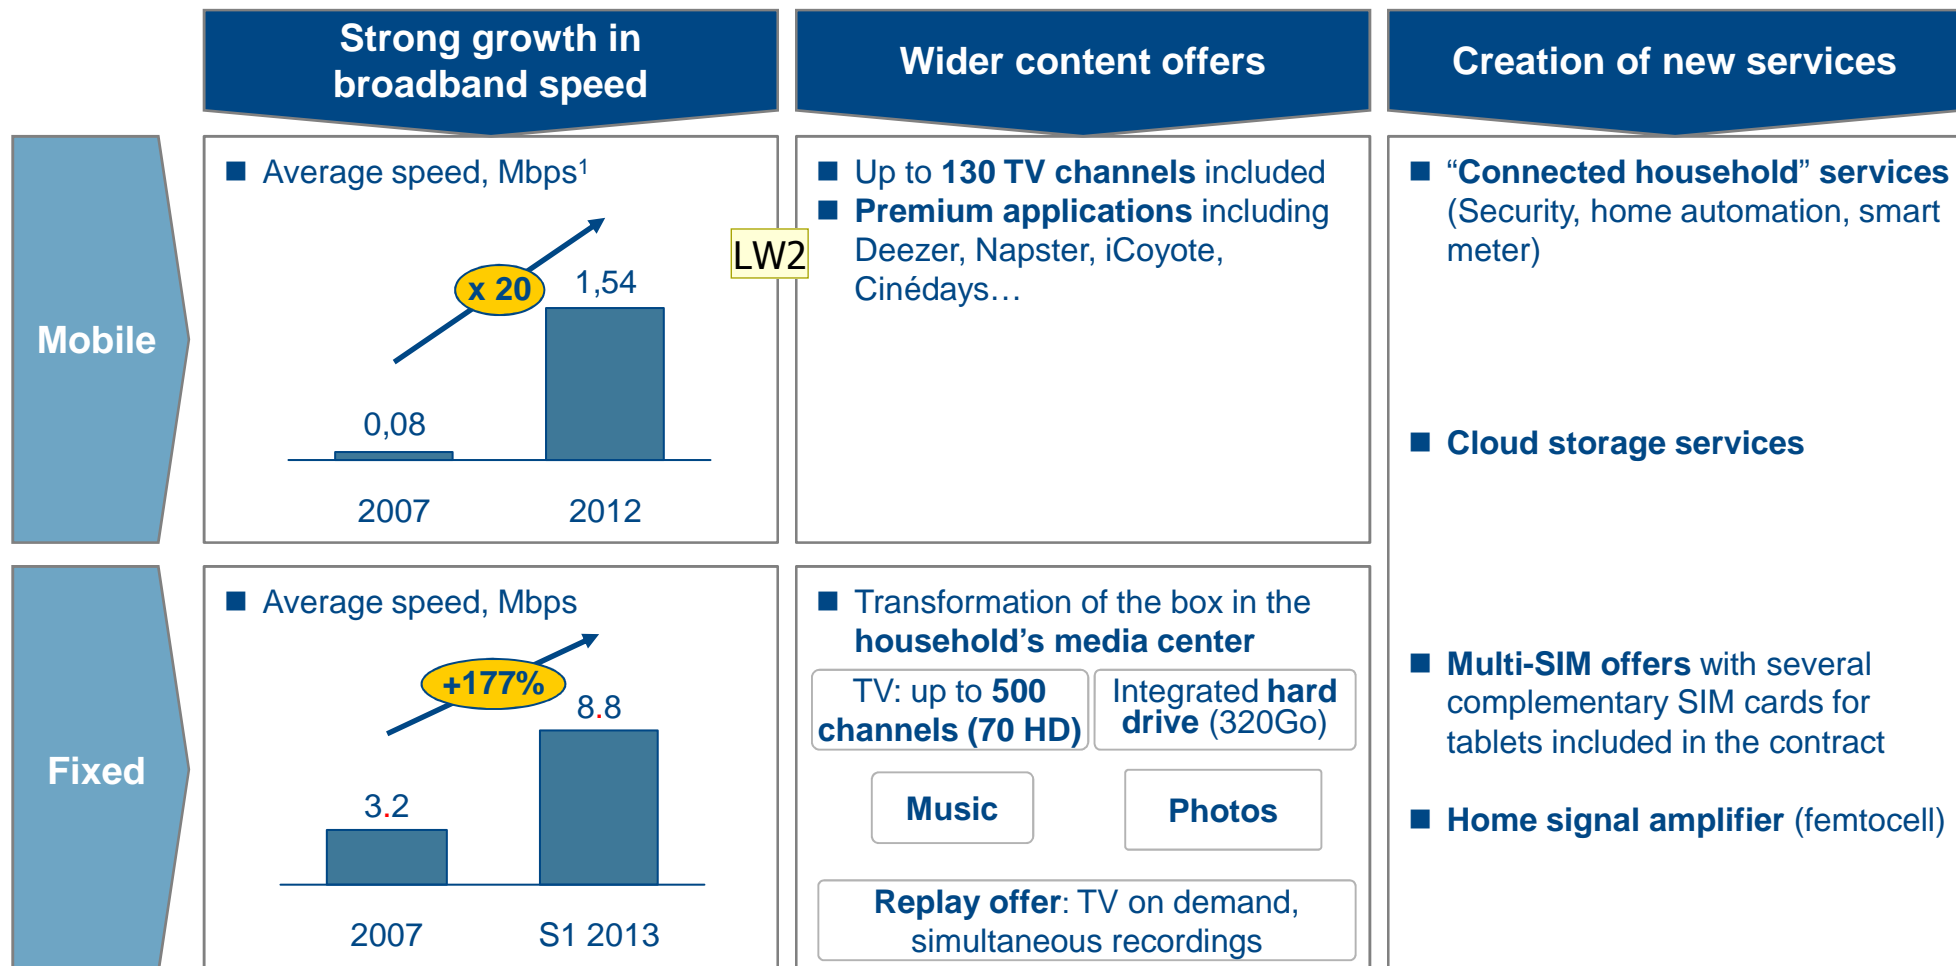 Strong growth in
broadband speed
Wider content offers
Creation of new services
Mobile
■ Average speed, Mbps¹
x 20
1,54
0,08
2007 2012
LW2
■ Up to 130 TV channels included
■ Premium applications including
Deezer, Napster, iCoyote,
Cinédays…
■ “Connected household” services
(Security, home automation, smart
meter)
■ Cloud storage services
■ Multi-SIM offers with several
complementary SIM cards for
tablets included in the contract
■ Home signal amplifier (femtocell)
Fixed
■ Average speed, Mbps
+177%
8.8
3.2
2007 S1 2013
■ Transformation of the box in the
household’s media center
TV: up to 500
channels (70 HD)
Integrated hard
drive (320Go)
Music
Photos
Replay offer: TV on demand,
simultaneous recordings